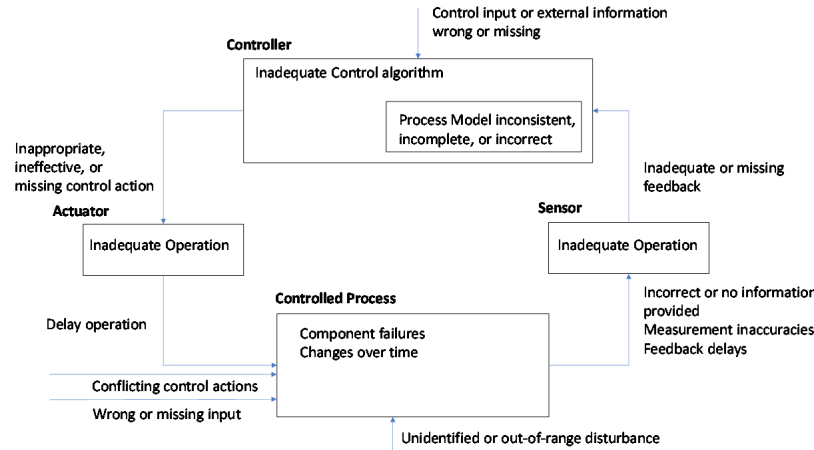 Control input or external information
wrong or missing
Controller
Inadequate Control algorithm
Process Model inconsistent,
incomplete, or incorrect
Inappropriate,
ineffective, or
missing control action
Inadequate or missing
feedback
Actuator
Sensor
Inadequate Operation
Inadequate Operation
Controlled Process
Incorrect or no information
provided
Measurement inaccuracies
Feedback delays
Delay operation
Component failures
Changes over time
Conflicting control actions
Wrong or missing input
Unidentified or out-of-range disturbance